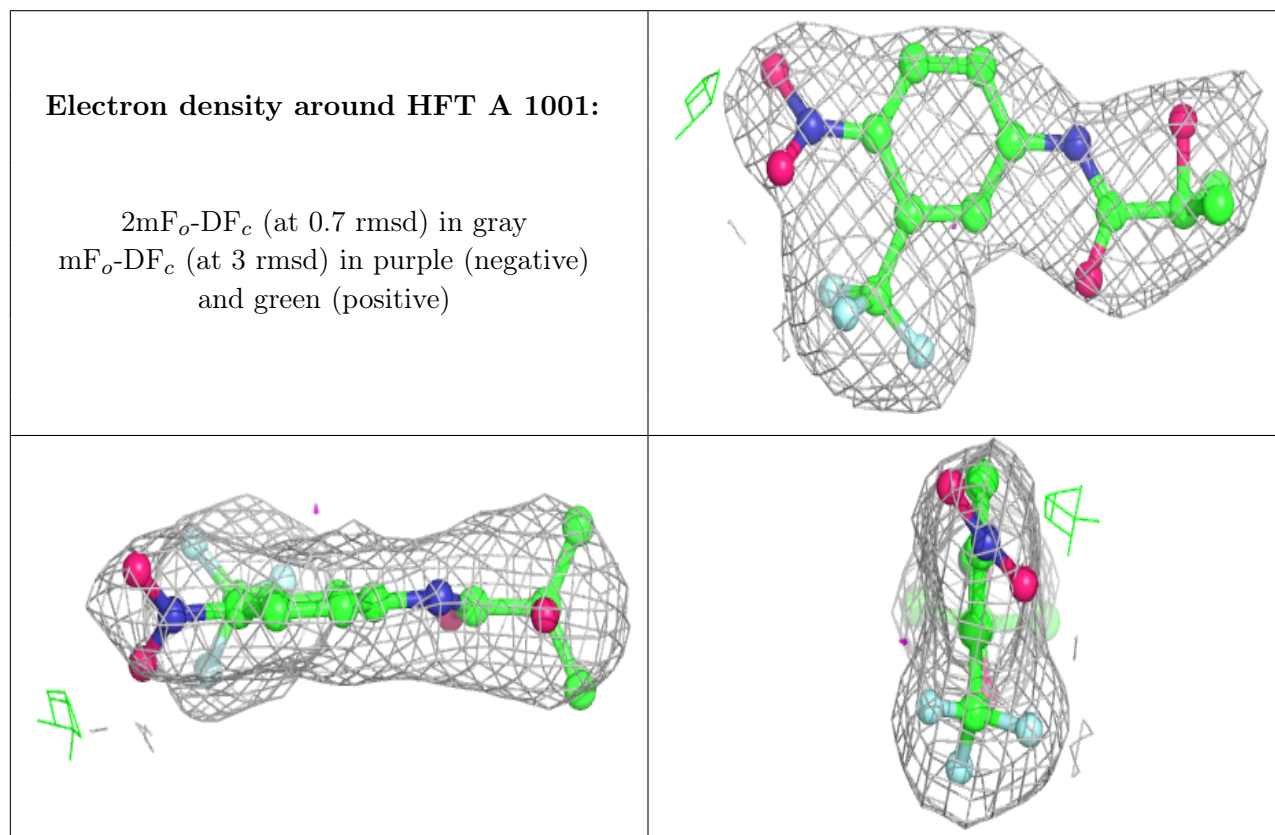 Electron density around HFT A 1001:
2mFo-DFc (at 0.7 rmsd) in gray
mFo-DFc (at 3 rmsd) in purple (negative)
and green (positive)